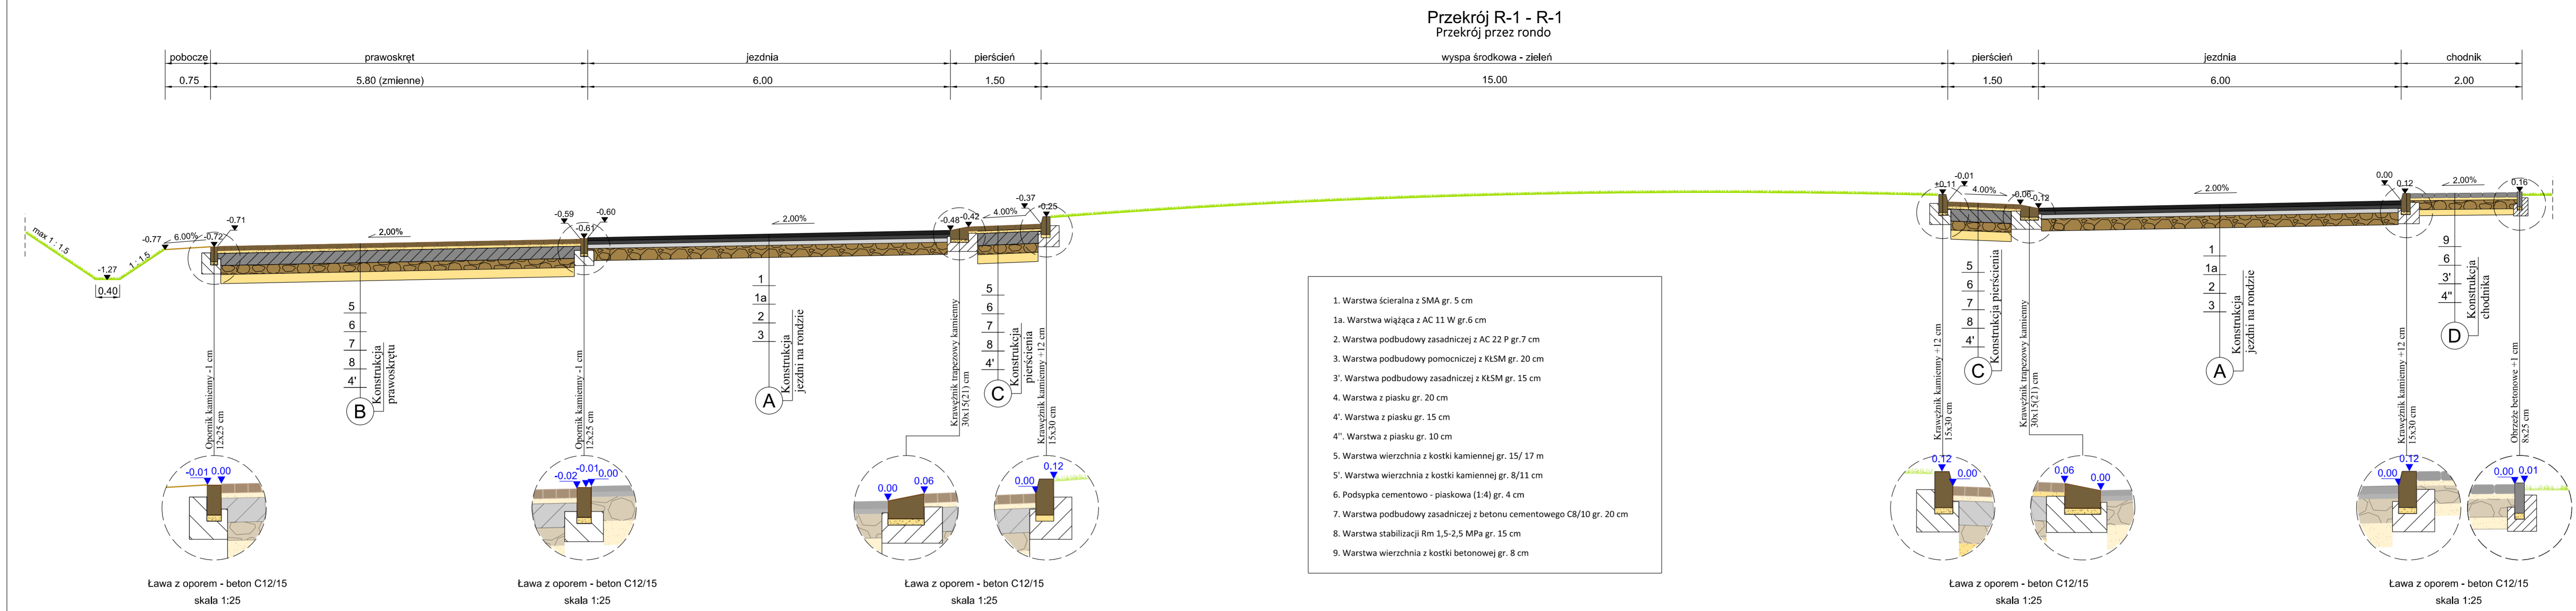 Przekrój R-1 - R-1
Przekrój przez rondo
pobocze prawoskręt jezdnia pierścień wyspa środkowa - zieleń pierścień jezdnia chodnik
0.75 5.80 (zmienne) 6.00 1.50 15.00 1.50 6.00 2.00
max 1 : 1.5
-1.27
0.40
1 : 1.5
-0.77
6.00%
-0.72
-0.71
2,00%
-0.59
-0.61
-0.60
2.00%
-0.48
-0.42
4.00%
-0.37
-0.25
±0.11
-0.01
4.00%
-0.06
-0.12
2.00%
0.00
0.12
2.00%
0.16
Opornik kamienny -1 cm
12x25 cm
5
6
7
8
4'
B
Konstrukcja
prawoskrętu
Opornik kamienny -1 cm
12x25 cm
1
1a
2
3
A
Konstrukcja
jezdni na rondzie
Krawężnik trapezowy kamienny
30x15(21) cm
5
6
7
8
4'
C
Konstrukcja
pierścienia
Krawężnik kamienny +12 cm
15x30 cm
1. Warstwa ścieralna z SMA gr. 5 cm
1a. Warstwa wiążąca z AC 11 W gr.6 cm
2. Warstwa podbudowy zasadniczej z AC 22 P gr.7 cm
3. Warstwa podbudowy pomocniczej z KŁSM gr. 20 cm
3'. Warstwa podbudowy zasadniczej z KŁSM gr. 15 cm
4. Warstwa z piasku gr. 20 cm
4'. Warstwa z piasku gr. 15 cm
4''. Warstwa z piasku gr. 10 cm
5. Warstwa wierzchnia z kostki kamiennej gr. 15/ 17 m
5'. Warstwa wierzchnia z kostki kamiennej gr. 8/11 cm
6. Podsypka cementowo - piaskowa (1:4) gr. 4 cm
7. Warstwa podbudowy zasadniczej z betonu cementowego C8/10 gr. 20 cm
8. Warstwa stabilizacji Rm 1,5-2,5 MPa gr. 15 cm
9. Warstwa wierzchnia z kostki betonowej gr. 8 cm
Krawężnik kamienny +12 cm
15x30 cm
5
6
7
8
4'
C
Konstrukcja pierścienia
Krawężnik trapezowy kamienny
30x15(21) cm
1
1a
2
3
A
Konstrukcja
jezdni na rondzie
Krawężnik kamienny +12 cm
15x30 cm
9
6
3'
4''
D
Konstrukcja
chodnika
Obrzeże betonowe +1 cm
8x25 cm
-0.01 0.00
-0.02 -0.01 0.00
0.00 0.06
0.00 0.12
0.12 0.00
0.06 0.00
0.00 0.12
0.00 0.01
Ława z oporem - beton C12/15
skala 1:25
Ława z oporem - beton C12/15
skala 1:25
Ława z oporem - beton C12/15
skala 1:25
Ława z oporem - beton C12/15
skala 1:25
Ława z oporem - beton C12/15
skala 1:25